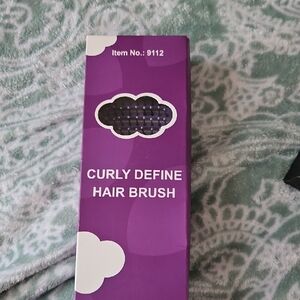 Item No.: 9112
CURLY DEFINE
HAIR BRUSH